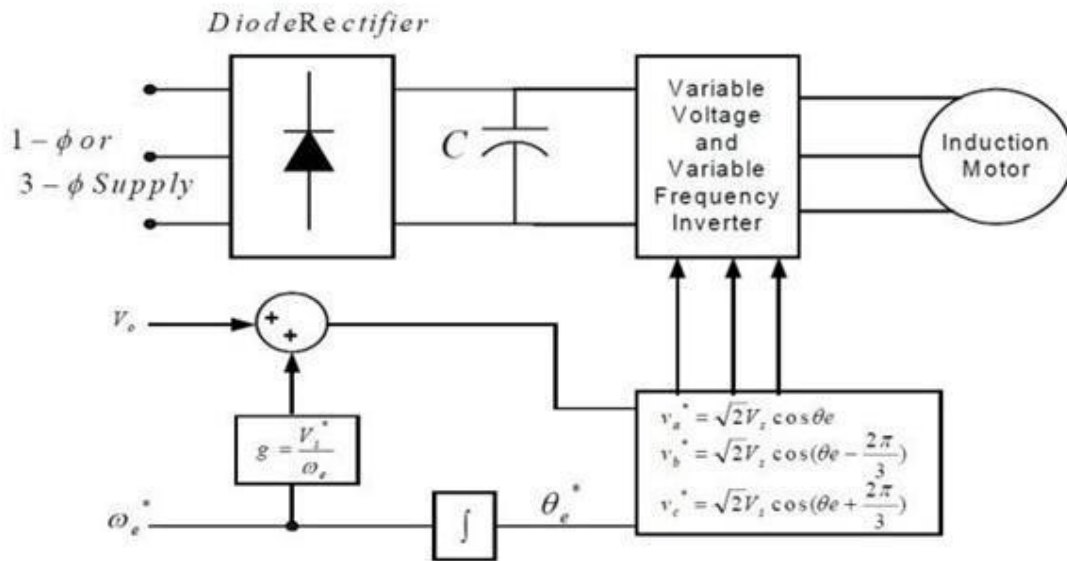 DiodeRectifier
1 – ϕ or
3 – ϕ Supply
C
Variable
Voltage
and
Variable
Frequency
Inverter
Induction
Motor
V_o
+
+
g = V_s^* / ω_e
ω_e^*
∫
θ_e^*
v_a^* = √2V_s cos θe
v_b^* = √2V_s cos(θe − 2π/3)
v_c^* = √2V_s cos(θe + 2π/3)